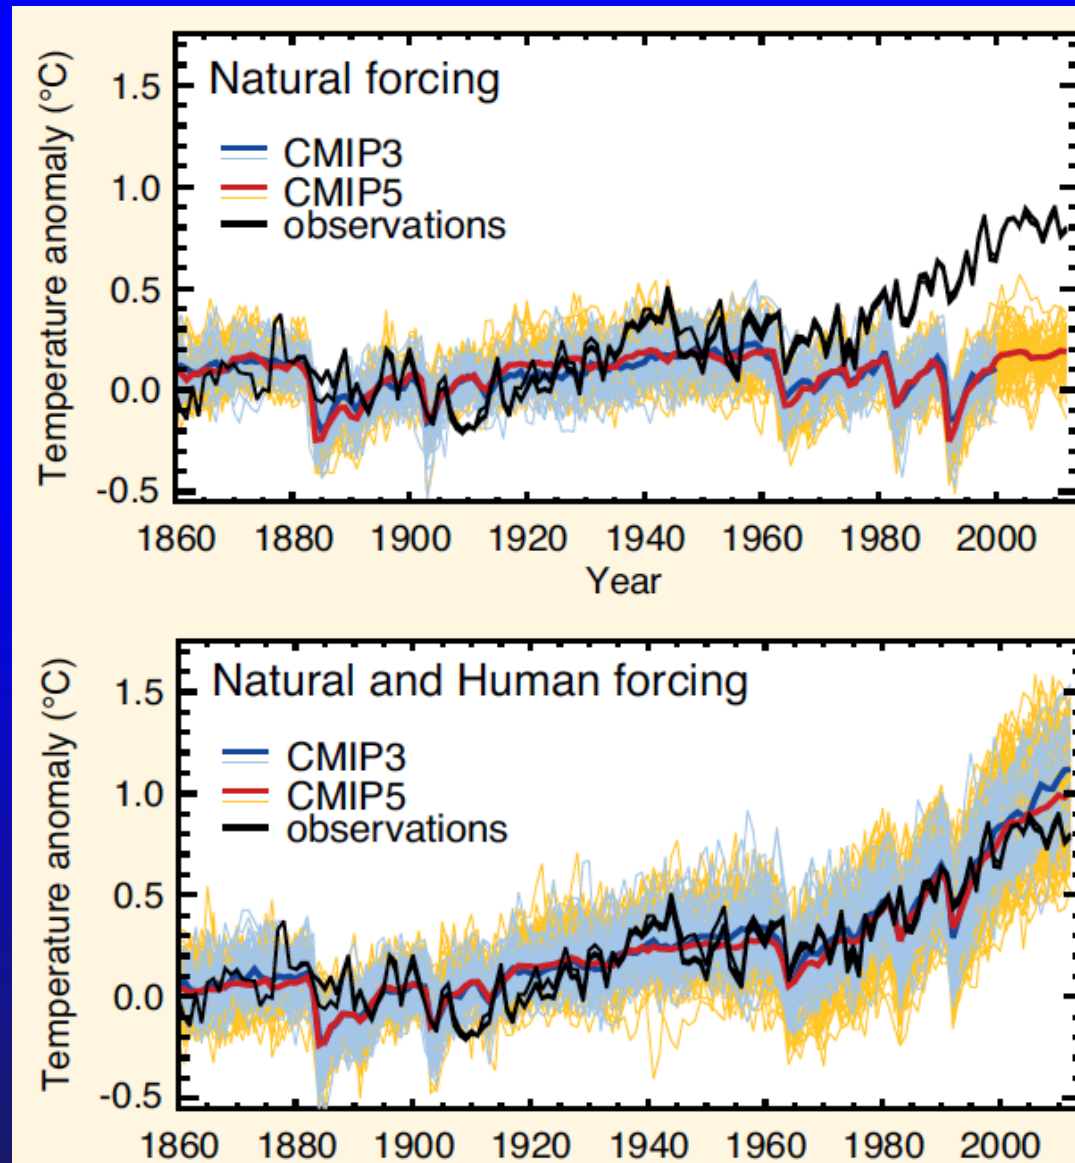 Natural forcing
CMIP3
CMIP5
observations
Temperature anomaly (°C)
1.5
1.0
0.5
0.0
-0.5
1860 1880 1900 1920 1940 1960 1980 2000
Year
Natural and Human forcing
CMIP3
CMIP5
observations
Temperature anomaly (°C)
1.5
1.0
0.5
0.0
-0.5
1860 1880 1900 1920 1940 1960 1980 2000